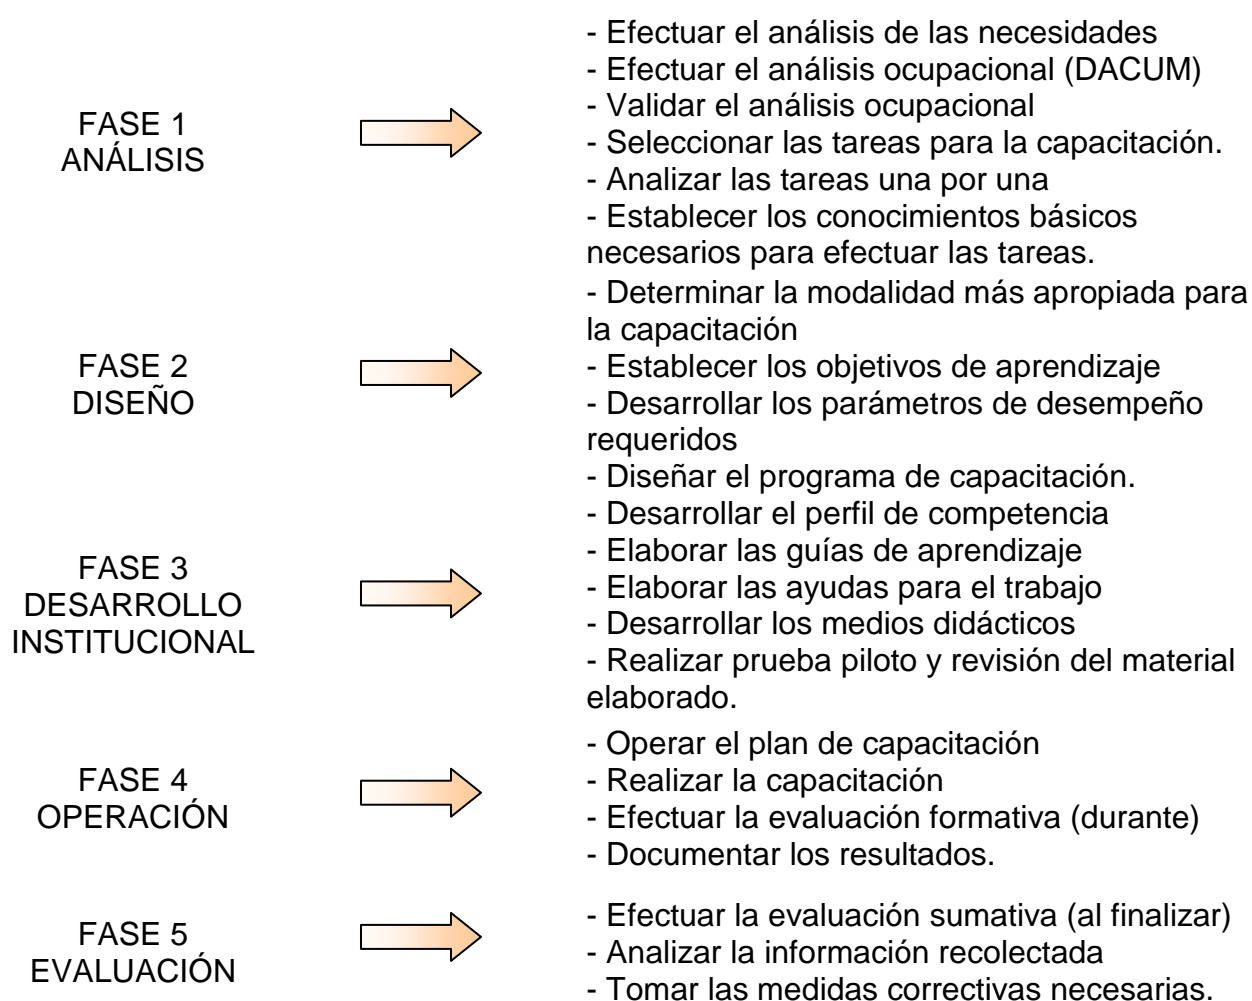 FASE 1
ANÁLISIS
- Efectuar el análisis de las necesidades
- Efectuar el análisis ocupacional (DACUM)
- Validar el análisis ocupacional
- Seleccionar las tareas para la capacitación.
- Analizar las tareas una por una
- Establecer los conocimientos básicos
necesarios para efectuar las tareas.
FASE 2
DISEÑO
- Determinar la modalidad más apropiada para
la capacitación
- Establecer los objetivos de aprendizaje
- Desarrollar los parámetros de desempeño
requeridos
- Diseñar el programa de capacitación.
FASE 3
DESARROLLO
INSTITUCIONAL
- Desarrollar el perfil de competencia
- Elaborar las guías de aprendizaje
- Elaborar las ayudas para el trabajo
- Desarrollar los medios didácticos
- Realizar prueba piloto y revisión del material
elaborado.
FASE 4
OPERACIÓN
- Operar el plan de capacitación
- Realizar la capacitación
- Efectuar la evaluación formativa (durante)
- Documentar los resultados.
FASE 5
EVALUACIÓN
- Efectuar la evaluación sumativa (al finalizar)
- Analizar la información recolectada
- Tomar las medidas correctivas necesarias.